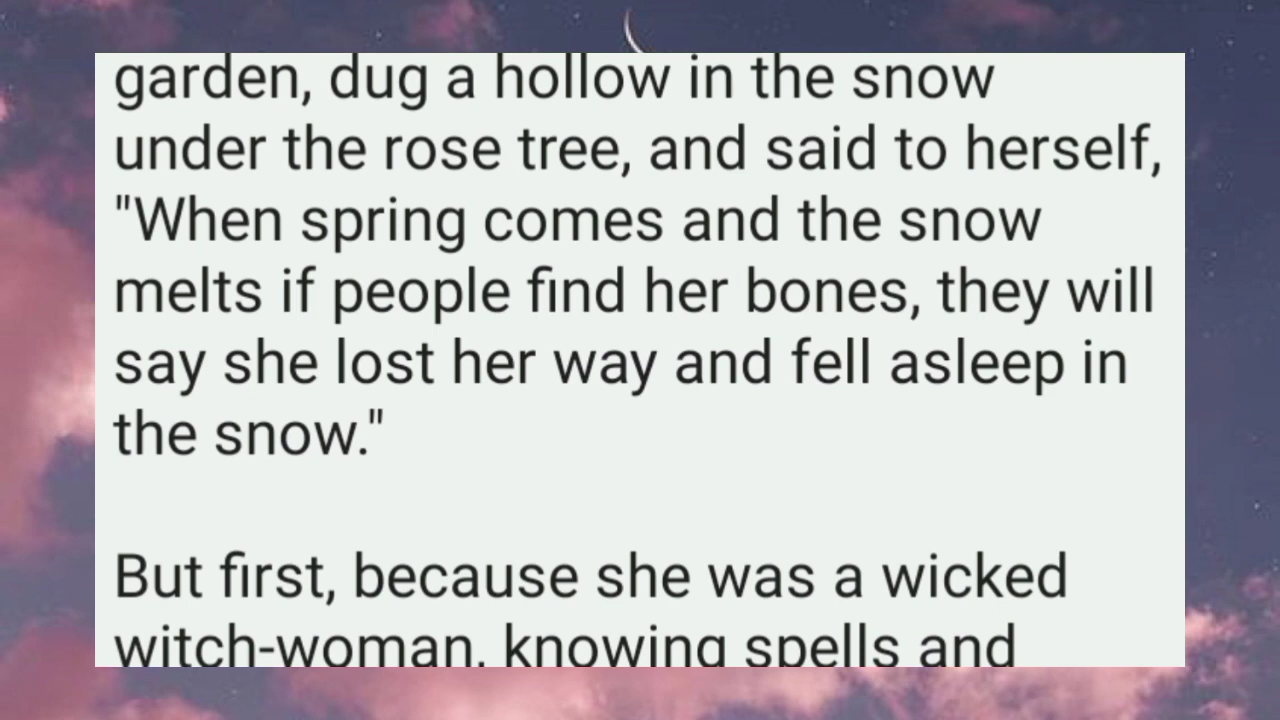 garden, dug a hollow in the snow
under the rose tree, and said to herself,
"When spring comes and the snow
melts if people find her bones, they will
say she lost her way and fell asleep in
the snow."
But first, because she was a wicked
witch-woman, knowing spells and